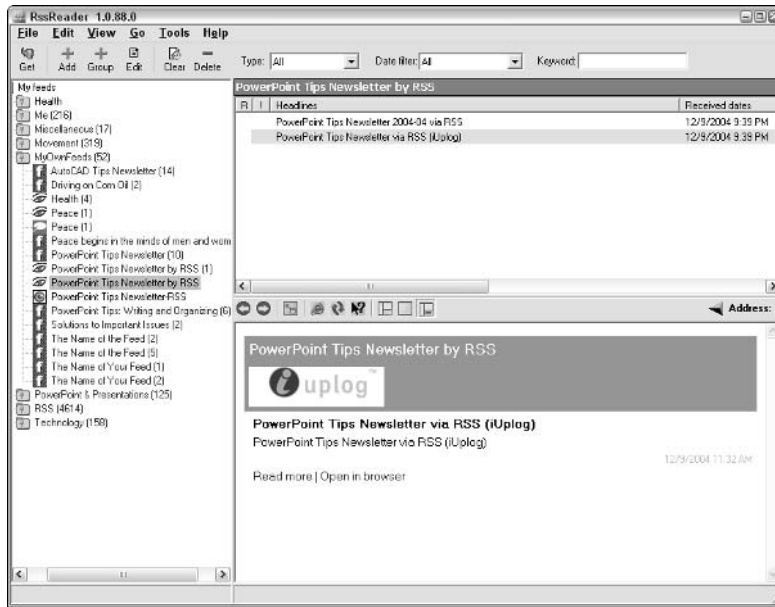 RssReader 1.0.88.0
File Edit View Go Tools Help
Get Add Group Edit Clear Delete Type: All Date filter: All Keyword:
My feeds
Health
Me (216)
Miscellaneous (17)
Movement (319)
MyOwnFeeds (52)
AutoCAD Tips Newsletter (14)
Driving on Corn Oil (2)
Health (4)
Peace (1)
Peace (1)
Peace begins in the minds of men and wom
PowerPoint Tips Newsletter (10)
PowerPoint Tips Newsletter by RSS (1)
PowerPoint Tips Newsletter by RSS
PowerPoint Tips Newsletter-RSS
PowerPoint Tips: Writing and Organizing (6)
Solutions to Important Issues (2)
The Name of the Feed (2)
The Name of the Feed (5)
The Name of Your Feed (1)
The Name of Your Feed (2)
PowerPoint & Presentations (125)
RSS (4614)
Technology (158)
PowerPoint Tips Newsletter by RSS
R ! Headlines Received dates
PowerPoint Tips Newsletter 2004-04 via RSS 12/9/2004 9:39 PM
PowerPoint Tips Newsletter via RSS (iUplog) 12/9/2004 9:39 PM
Address:
PowerPoint Tips Newsletter by RSS
i uplog™
PowerPoint Tips Newsletter via RSS (iUplog)
PowerPoint Tips Newsletter via RSS (iUplog)
12/9/2004 11:32 AM
Read more | Open in browser